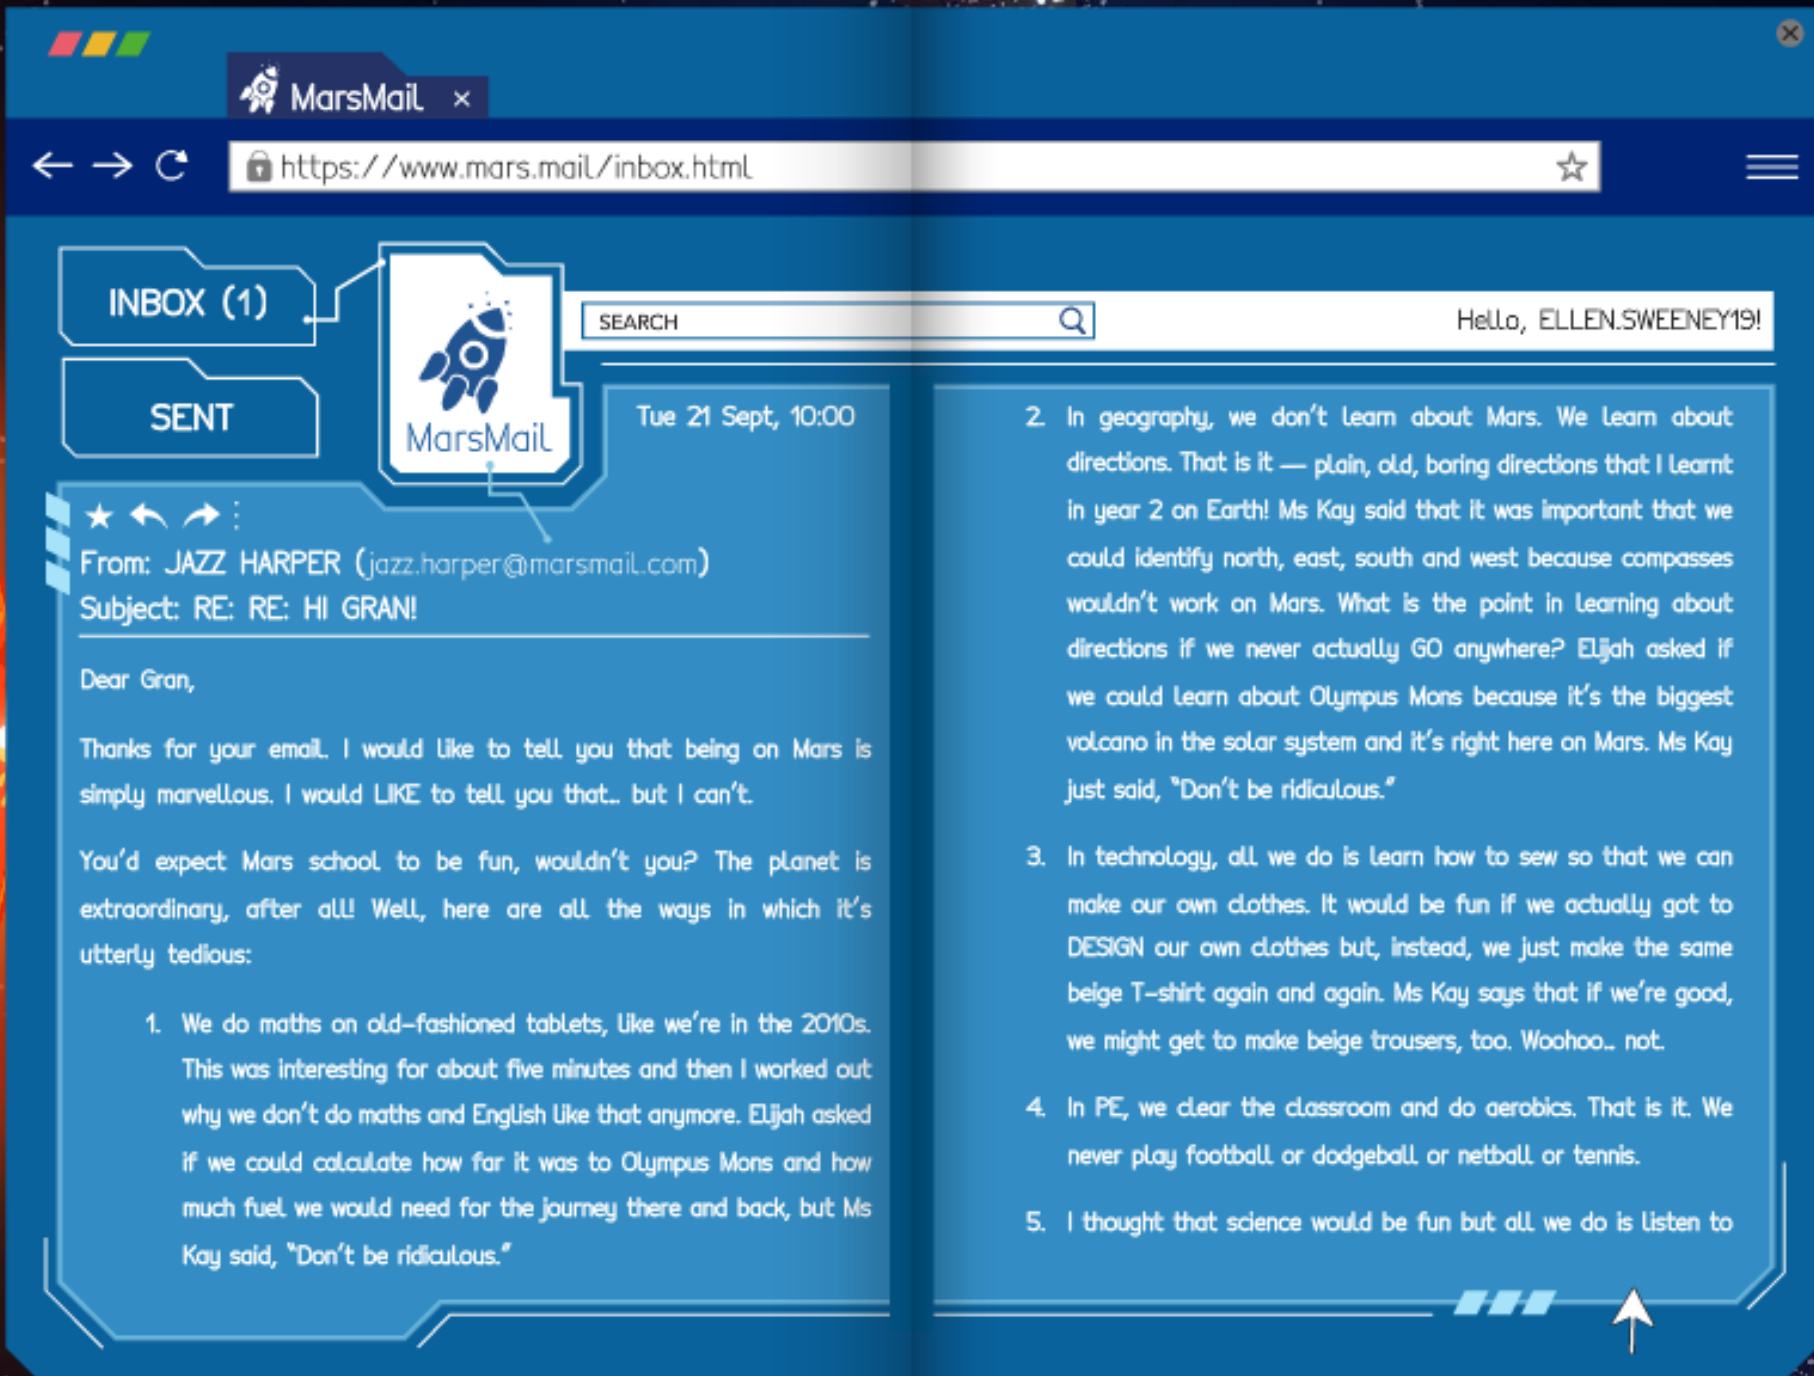 MarsMail ×
https://www.mars.mail/inbox.html
INBOX (1)
SENT
MarsMail
SEARCH
Hello, ELLEN.SWEENEY19!
Tue 21 Sept, 10:00
From: JAZZ HARPER (jazz.harper@marsmail.com)
Subject: RE: RE: HI GRAN!
Dear Gran,
Thanks for your email. I would like to tell you that being on Mars is
simply marvellous. I would LIKE to tell you that... but I can't.
You'd expect Mars school to be fun, wouldn't you? The planet is
extraordinary, after all! Well, here are all the ways in which it's
utterly tedious:
1. We do maths on old-fashioned tablets, like we're in the 2010s.
This was interesting for about five minutes and then I worked out
why we don't do maths and English like that anymore. Elijah asked
if we could calculate how far it was to Olympus Mons and how
much fuel we would need for the journey there and back, but Ms
Kay said, "Don't be ridiculous."
2. In geography, we don't learn about Mars. We learn about
directions. That is it — plain, old, boring directions that I learnt
in year 2 on Earth! Ms Kay said that it was important that we
could identify north, east, south and west because compasses
wouldn't work on Mars. What is the point in learning about
directions if we never actually GO anywhere? Elijah asked if
we could learn about Olympus Mons because it's the biggest
volcano in the solar system and it's right here on Mars. Ms Kay
just said, "Don't be ridiculous."
3. In technology, all we do is learn how to sew so that we can
make our own clothes. It would be fun if we actually got to
DESIGN our own clothes but, instead, we just make the same
beige T-shirt again and again. Ms Kay says that if we're good,
we might get to make beige trousers, too. Woohoo... not.
4. In PE, we clear the classroom and do aerobics. That is it. We
never play football or dodgeball or netball or tennis.
5. I thought that science would be fun but all we do is listen to